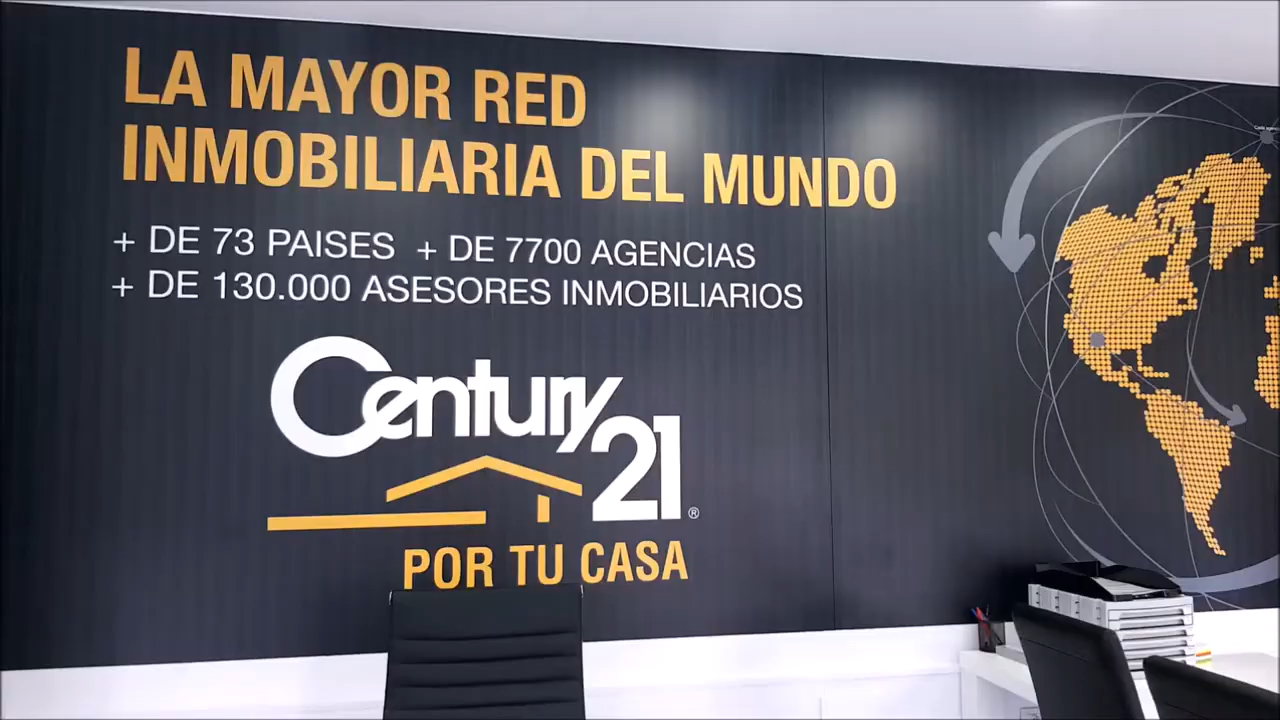 LA MAYOR RED
INMOBILIARIA DEL MUNDO
+ DE 73 PAISES + DE 7700 AGENCIAS
+ DE 130.000 ASESORES INMOBILIARIOS
Century
21®
POR TU CASA